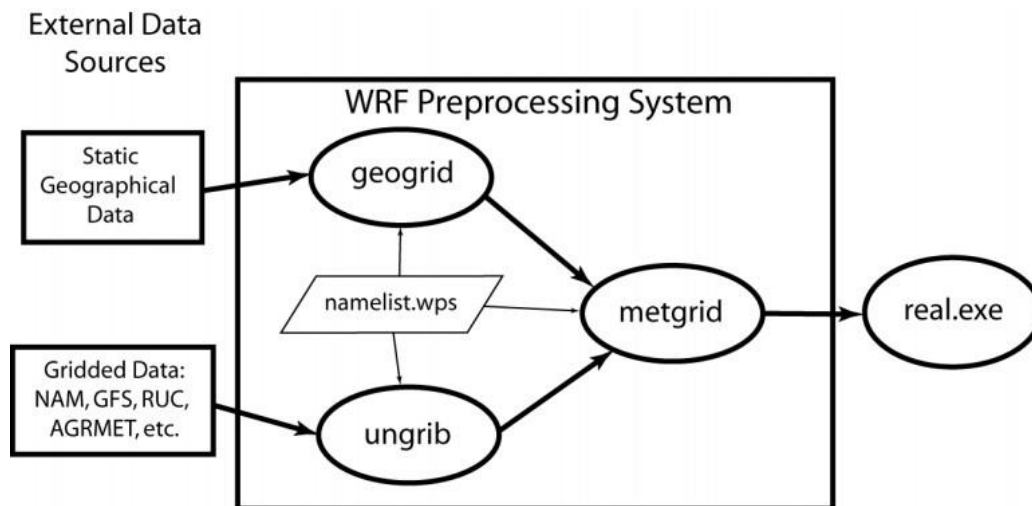 External Data
Sources
WRF Preprocessing System
Static
Geographical
Data
geogrid
namelist.wps
metgrid
real.exe
Gridded Data:
NAM, GFS, RUC,
AGRMET, etc.
ungrib